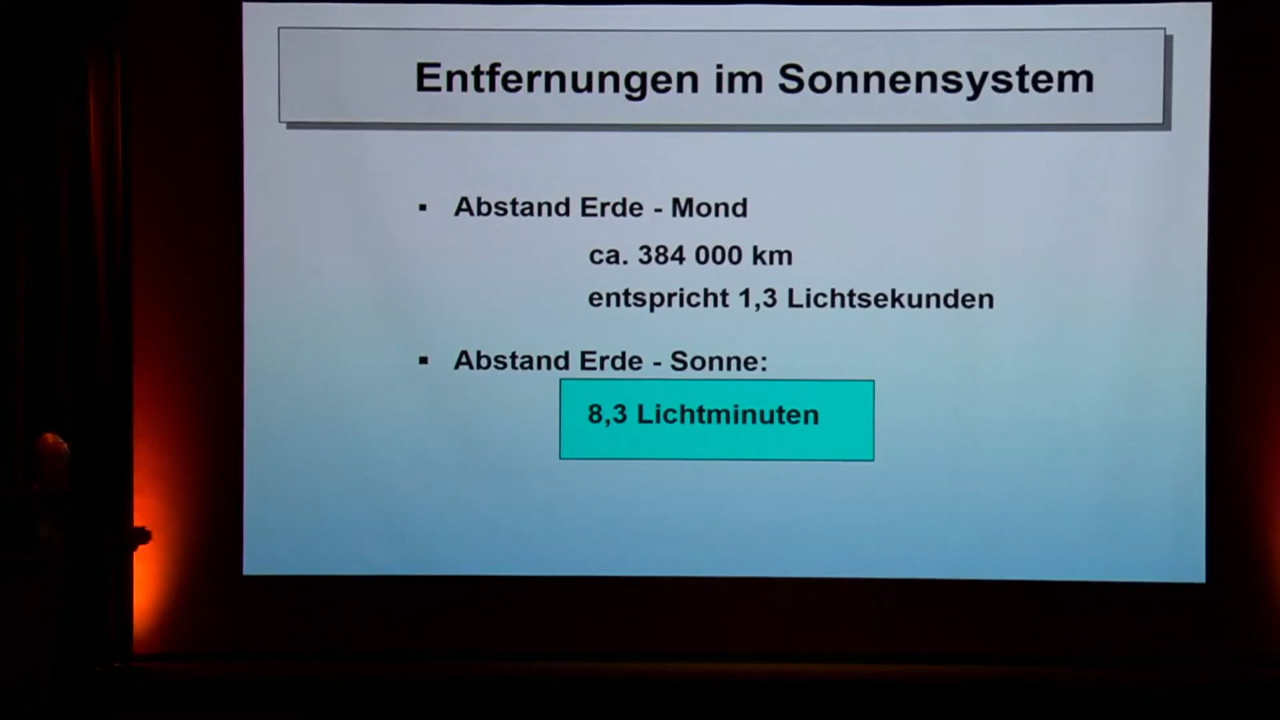 Entfernungen im Sonnensystem
▪ Abstand Erde - Mond
ca. 384 000 km
entspricht 1,3 Lichtsekunden
▪ Abstand Erde - Sonne:
8,3 Lichtminuten